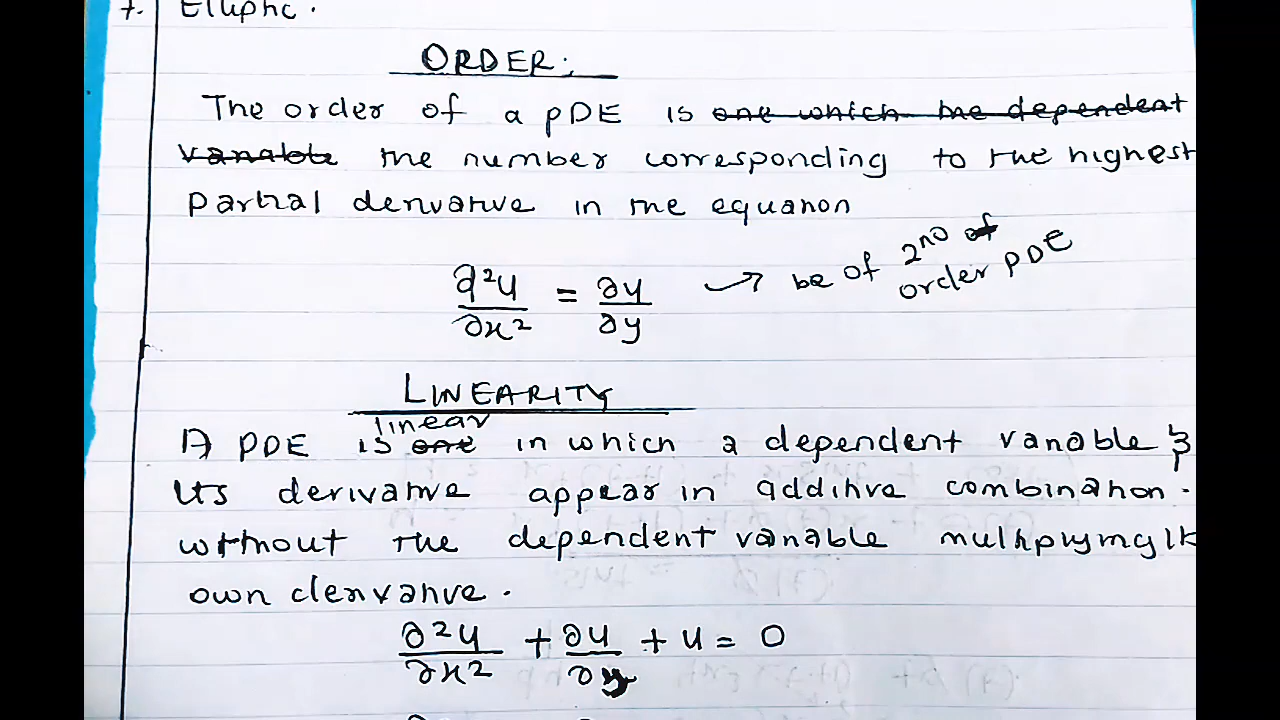 7. Elliptic.
ORDER:
The order of a PDE is one which the dependent
variable the number corresponding to the highest
partial derivative in the equation
∂²u/∂x² = ∂u/∂y → be of 2nd of
order PDE
LINEARITY
linear
A PDE is one in which a dependent variable &
its derivative appear in additive combination.
without the dependent variable multiplying it
own derivative.
∂²u/∂x² + ∂u/∂y + u = 0